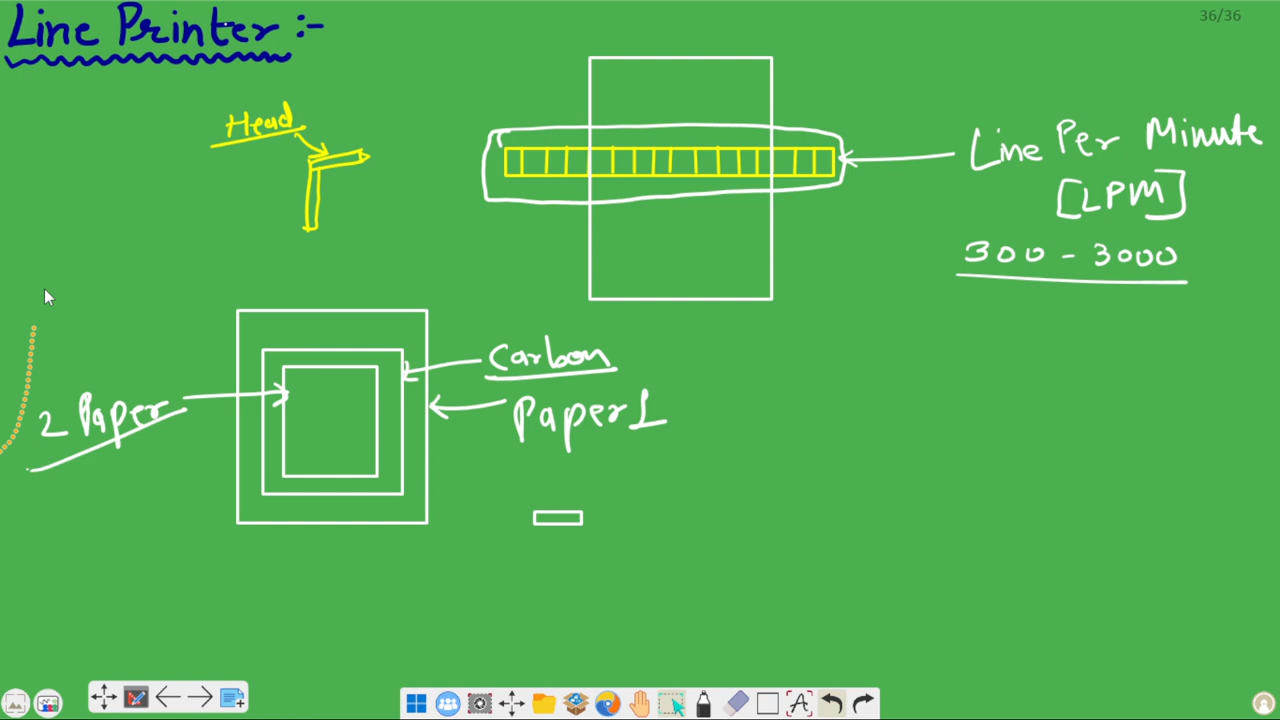 Line Printer :-
36/36
Head
Line Per Minute
[LPM]
300 - 3000
Carbon
2 Paper
Paper 1